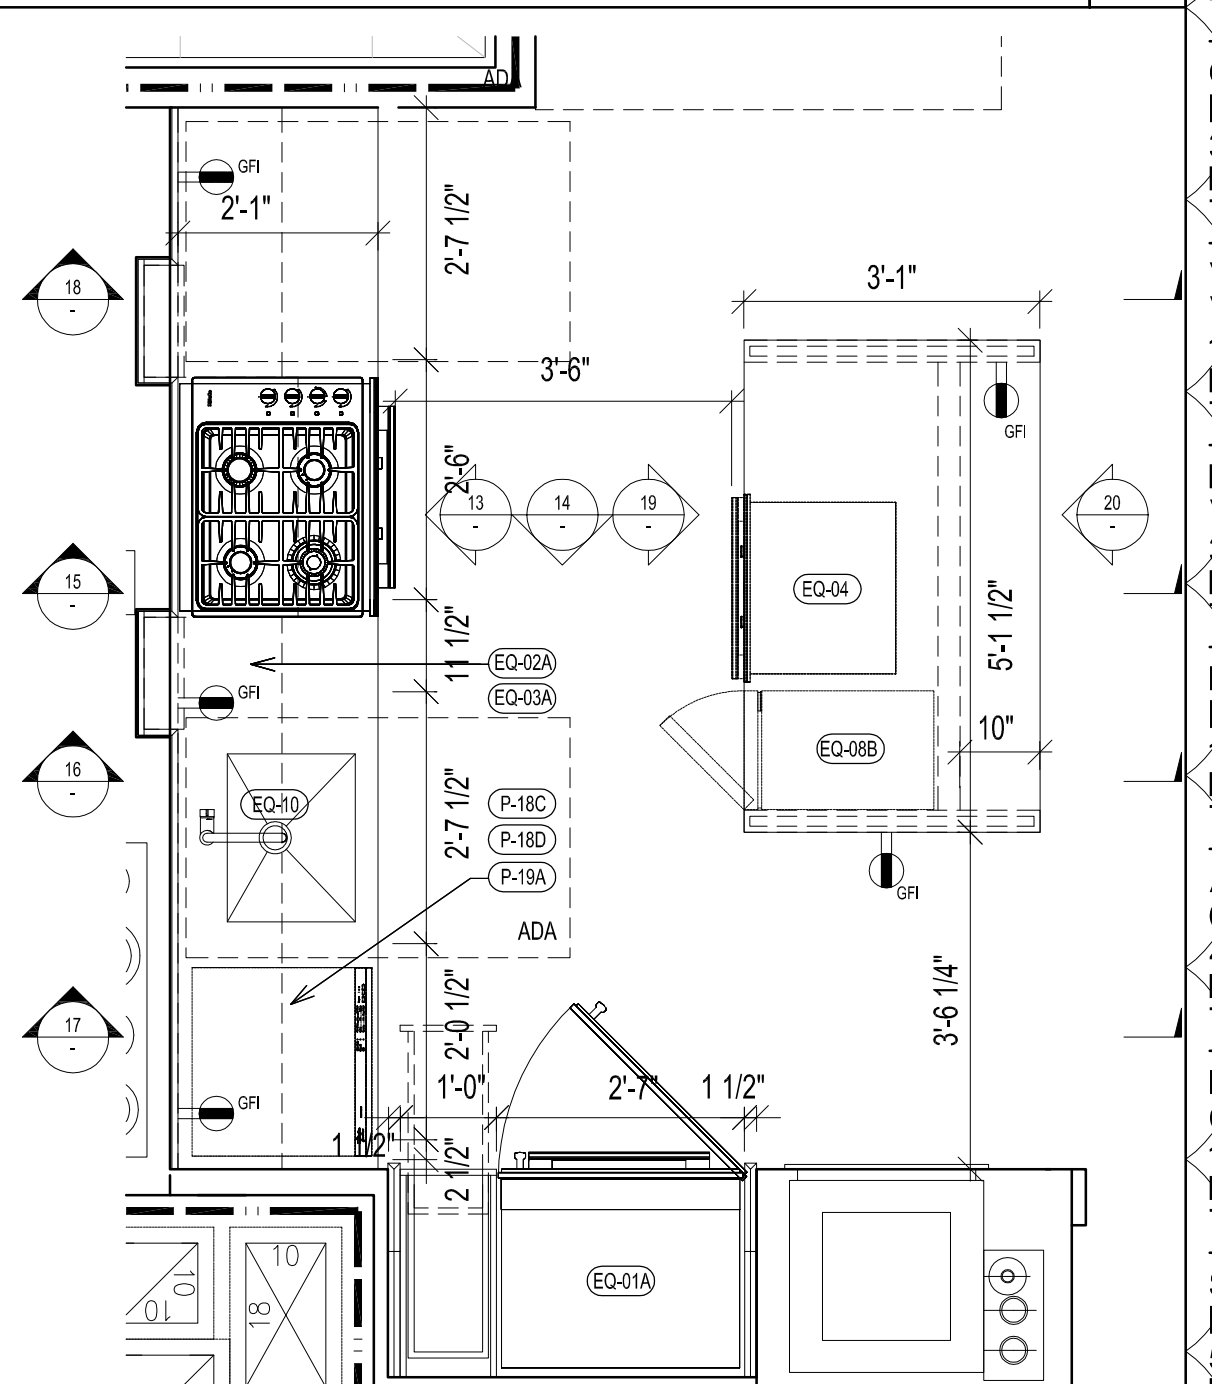 AD
GFI
2'-1"
2'-7 1/2"
18
-
3'-1"
3'-6"
GFI
2'-6"
13
-
14
-
19
-
20
-
15
-
EQ-04
11 1/2"
5'-1 1/2"
EQ-02A
EQ-03A
GFI
10"
EQ-08B
16
-
EQ-10
2'-7 1/2"
P-18C
P-18D
P-19A
GFI
ADA
17
-
2'-0 1/2"
3'-6 1/4"
GFI
1'-0"
2'-7"
1 1/2"
1 1/2"
2 1/2"
10
10
10
18
EQ-01A